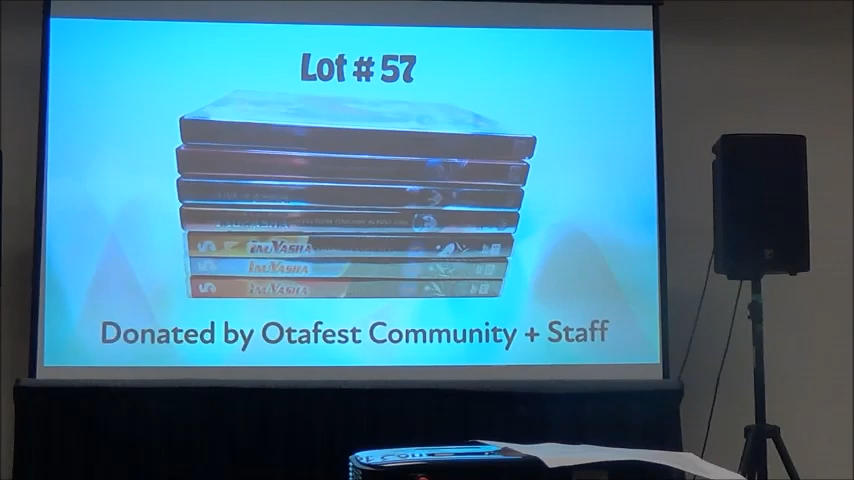 Lot # 57
InuYasha
InuYasha
InuYasha
Donated by Otafest Community + Staff